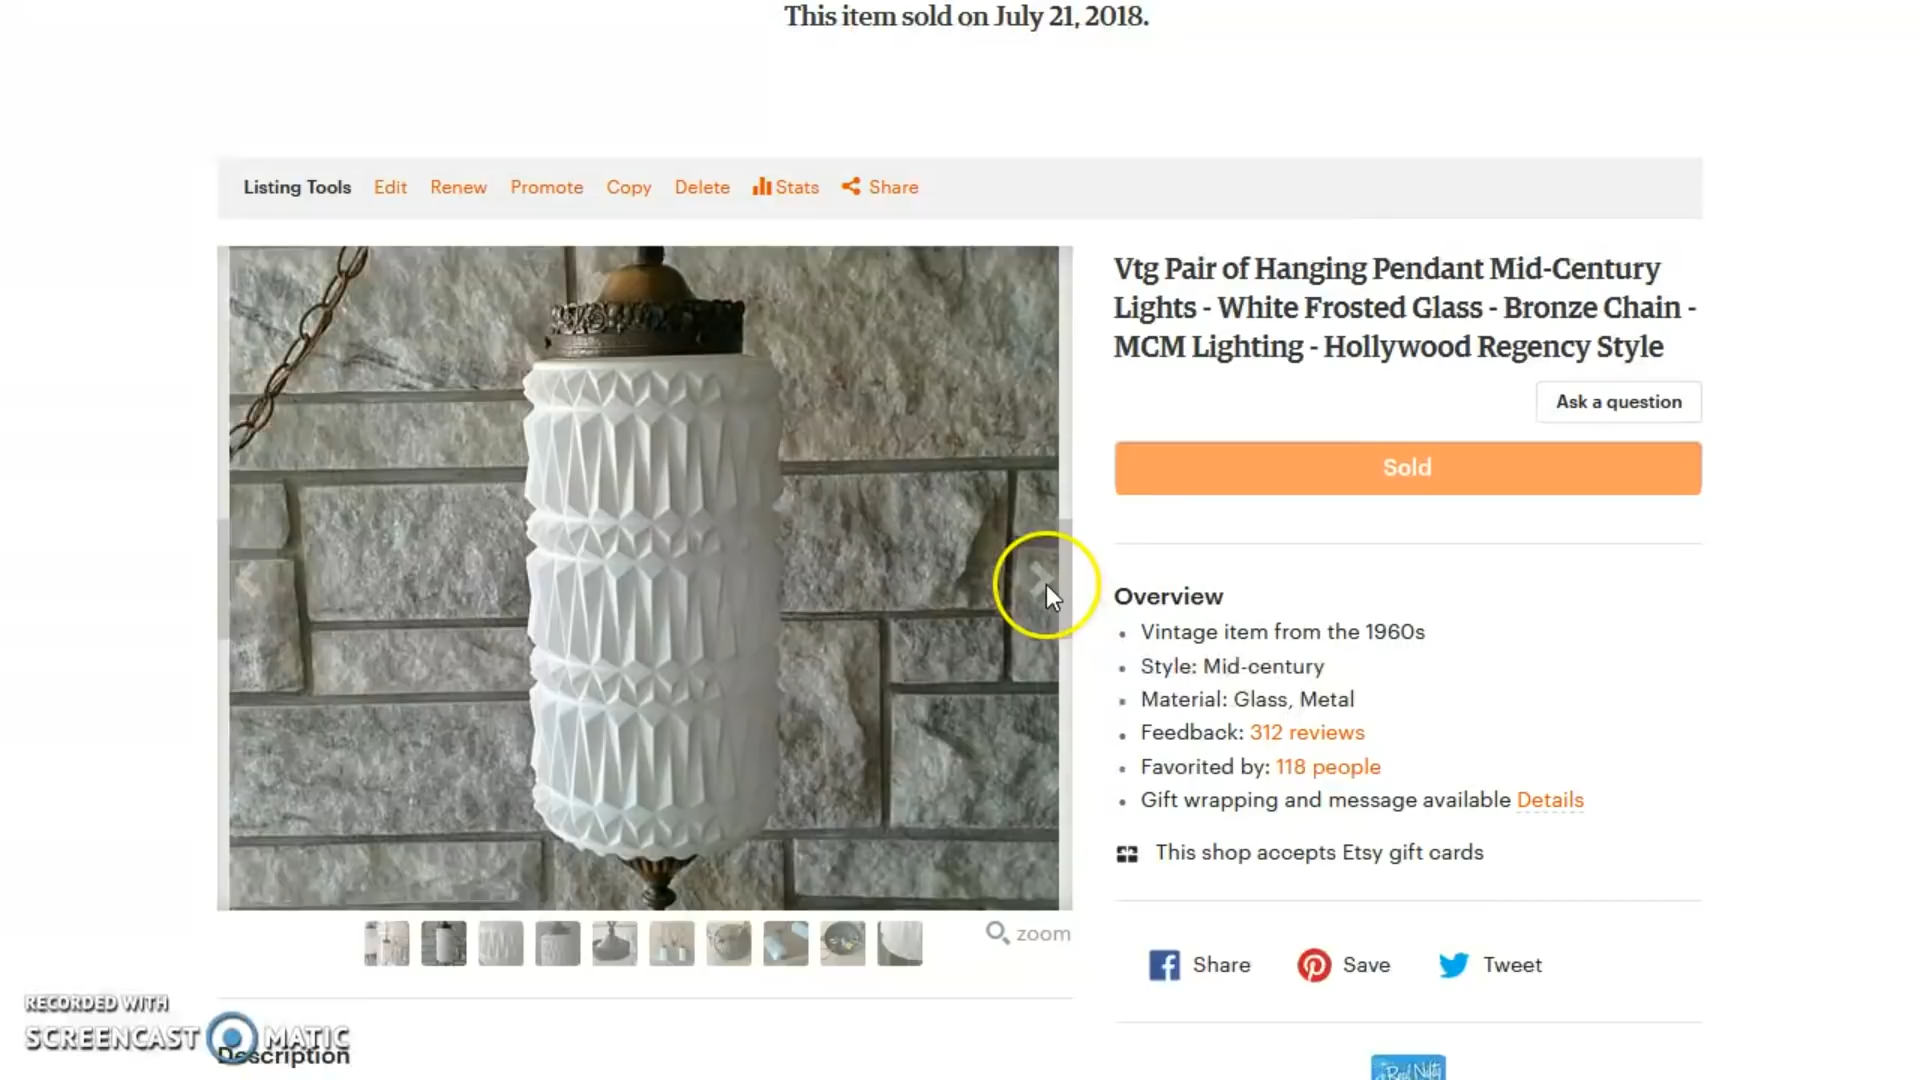 This item sold on July 21, 2018.
Listing Tools Edit Renew Promote Copy Delete Stats Share
Vtg Pair of Hanging Pendant Mid-Century
Lights - White Frosted Glass - Bronze Chain -
MCM Lighting - Hollywood Regency Style
Ask a question
Sold
Overview
Vintage item from the 1960s
Style: Mid-century
Material: Glass, Metal
Feedback: 312 reviews
Favorited by: 118 people
Gift wrapping and message available Details
This shop accepts Etsy gift cards
zoom
Share Save Tweet
RECORDED WITH
SCREENCAST MATIC
Description